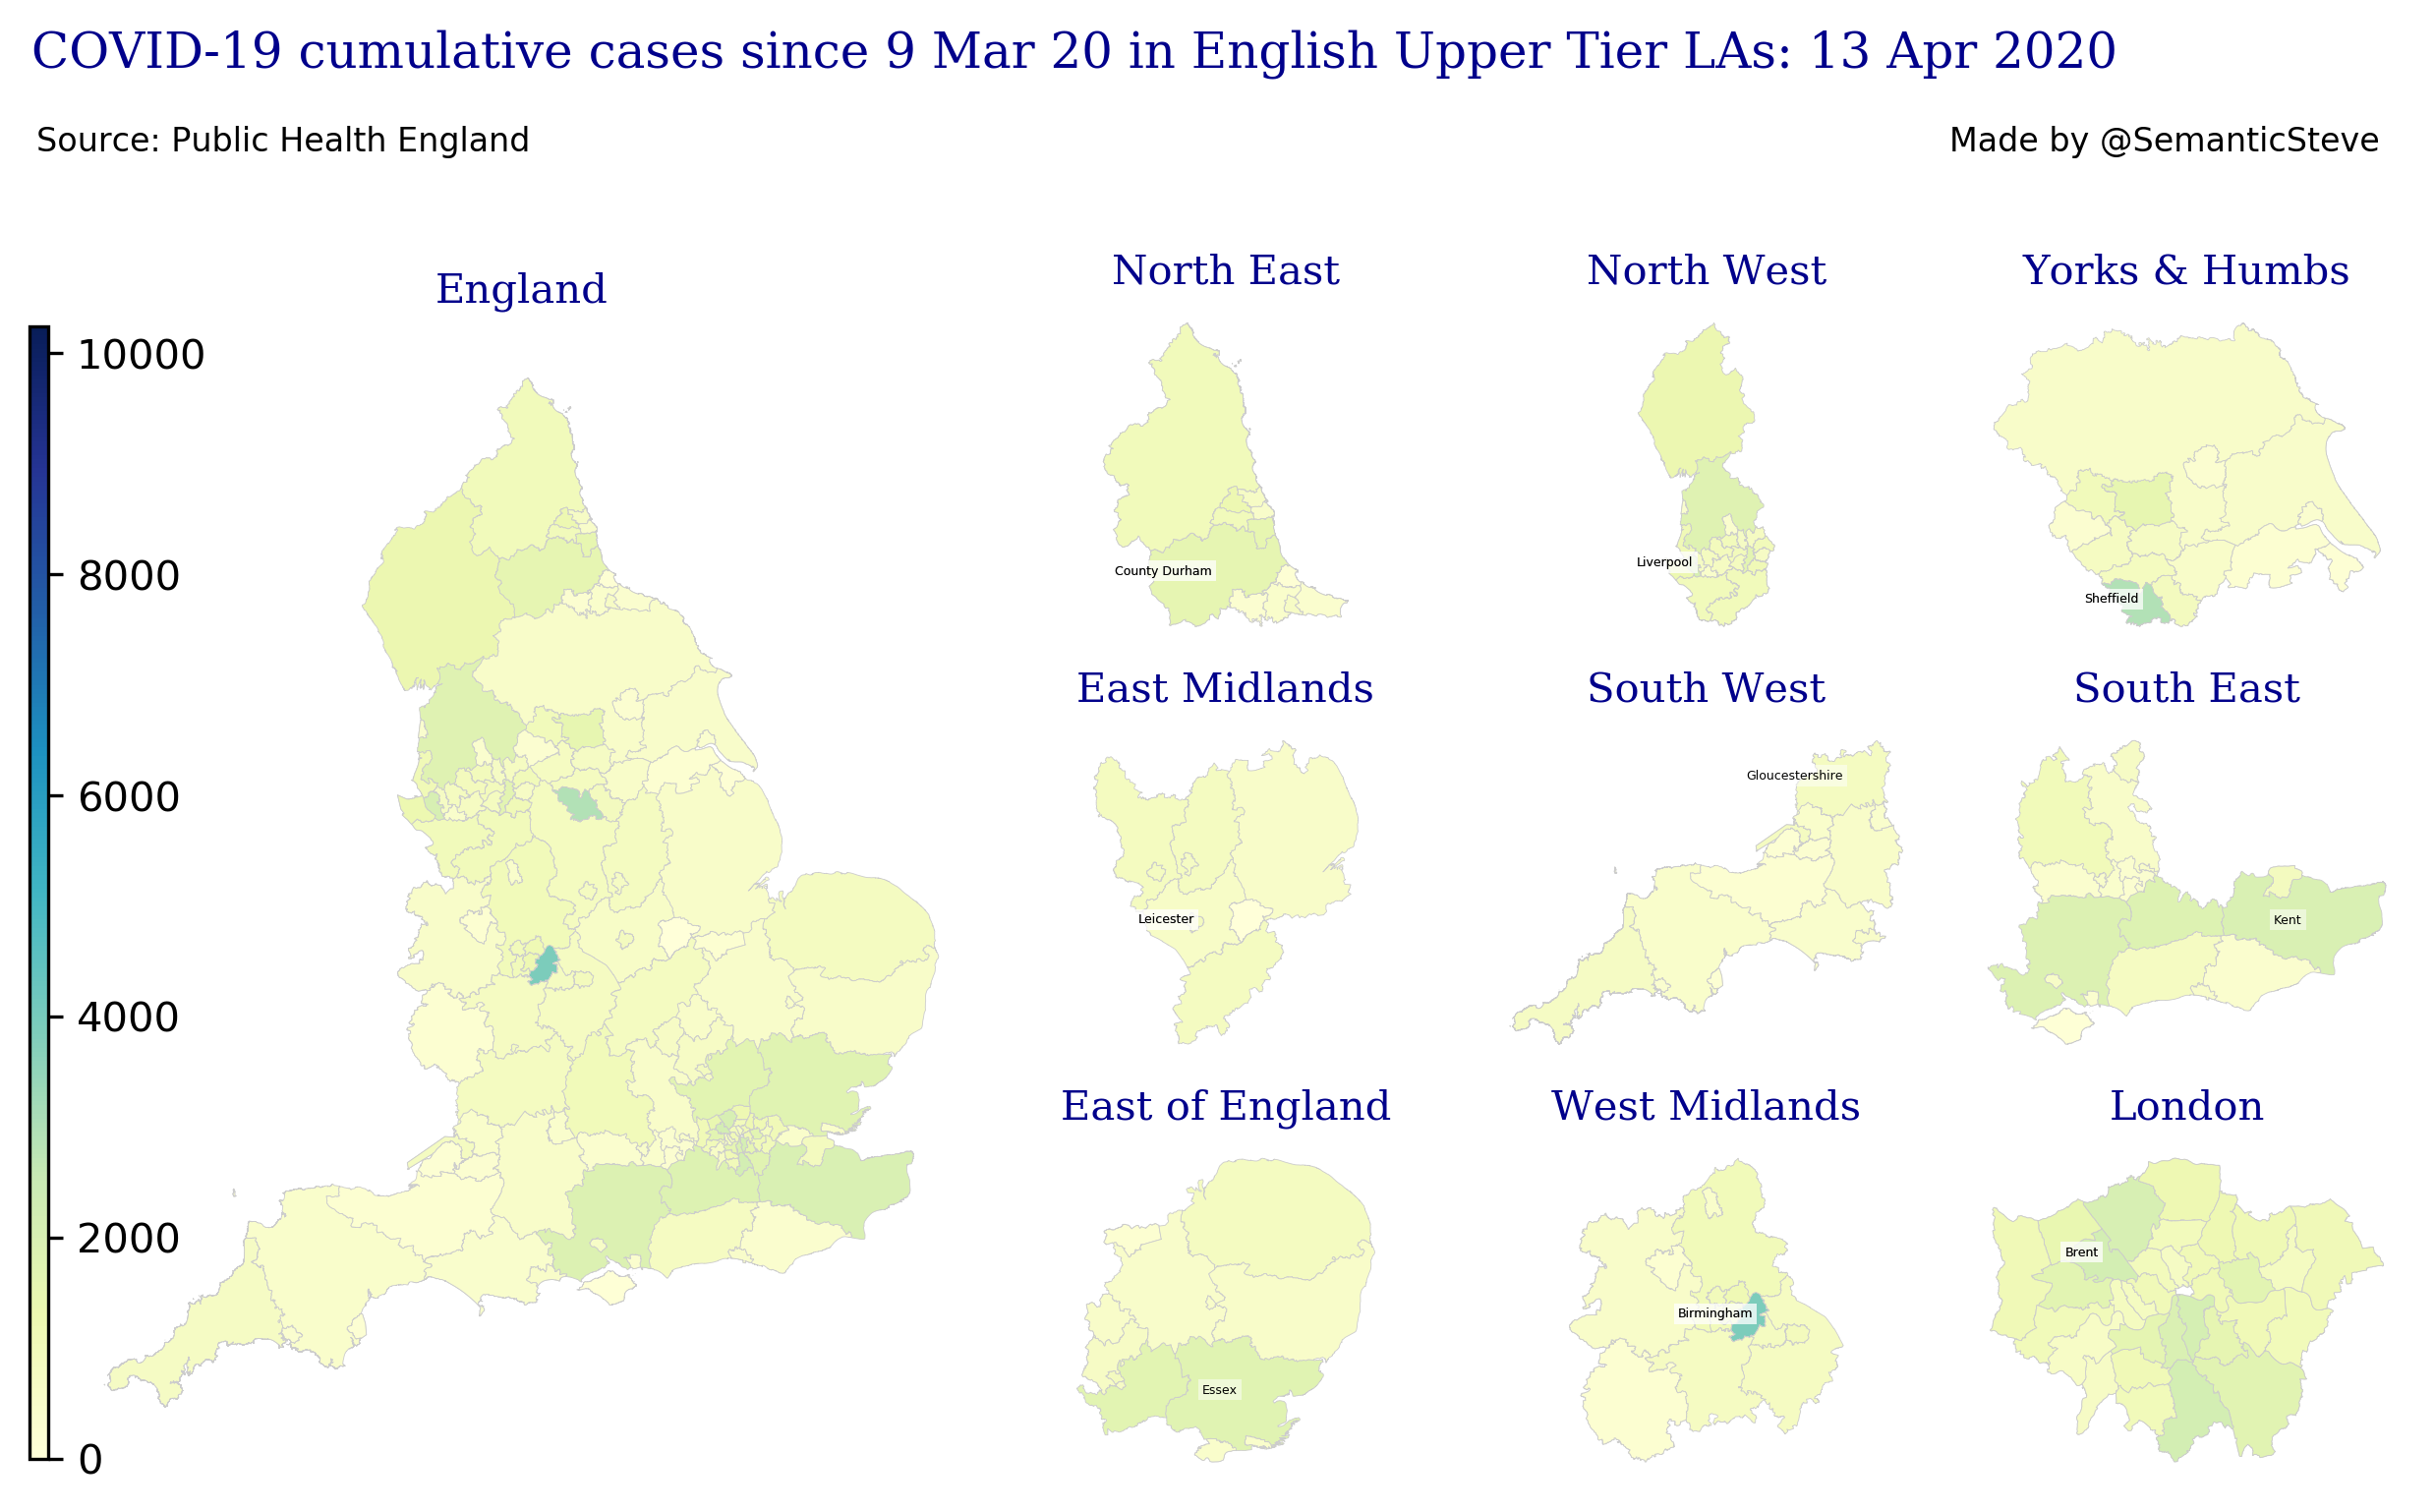 COVID-19 cumulative cases since 9 Mar 20 in English Upper Tier LAs: 13 Apr 2020
Source: Public Health England
Made by @SemanticSteve
England
10000
8000
6000
4000
2000
0
North East
County Durham
North West
Liverpool
Yorks & Humbs
Sheffield
East Midlands
Leicester
South West
Gloucestershire
South East
Kent
East of England
Essex
West Midlands
Birmingham
London
Brent